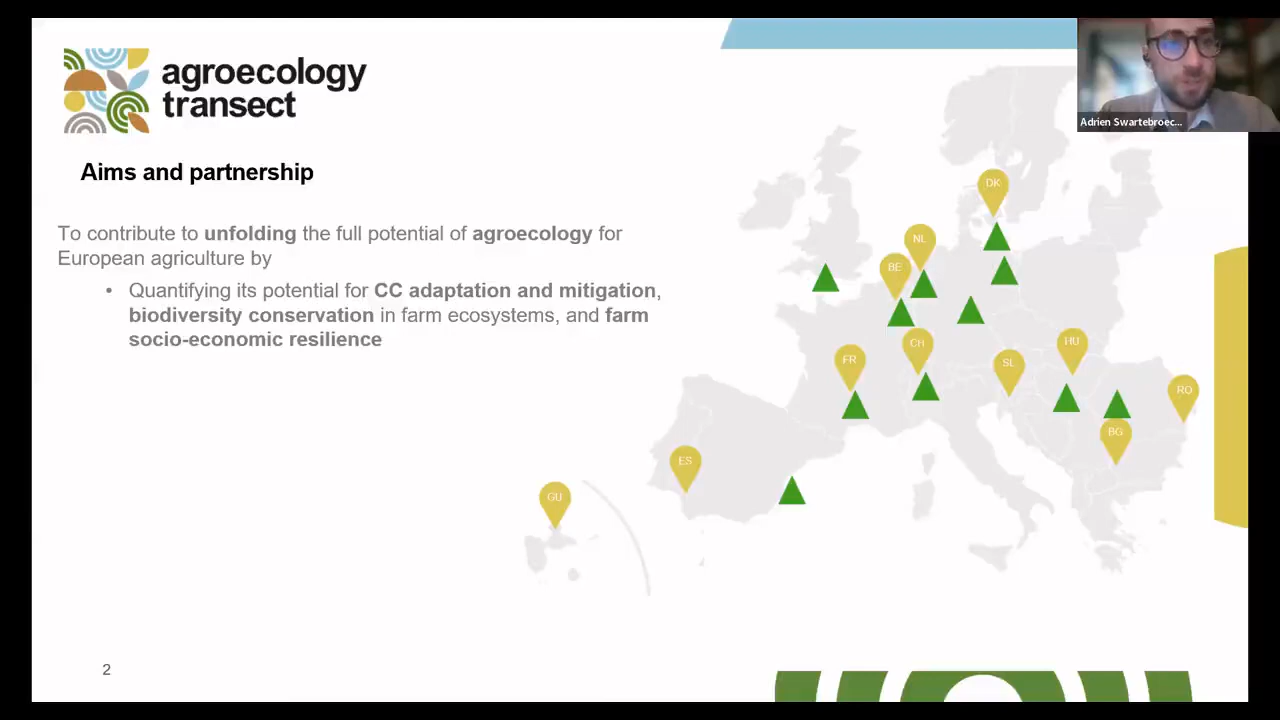 agroecology
transect
Adrien Swartebroec...
Aims and partnership
To contribute to unfolding the full potential of agroecology for
European agriculture by
• Quantifying its potential for CC adaptation and mitigation,
biodiversity conservation in farm ecosystems, and farm
socio-economic resilience
DK
NL
BE
CH
FR
SL
HU
RO
BG
ES
GU
2